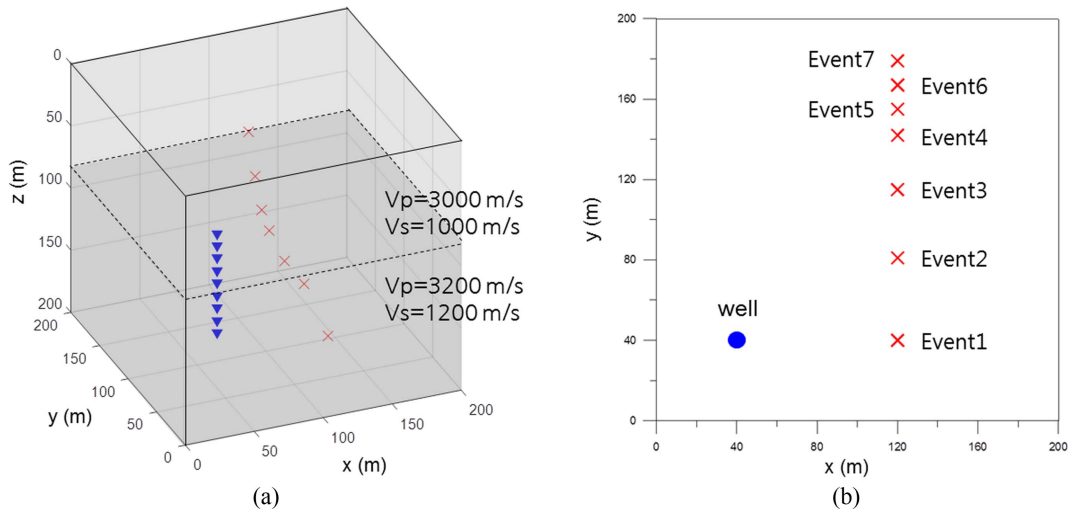 0
50
100
150
200
z (m)
200
150
100
50
0
y (m)
0
50
100
150
200
x (m)
Vp=3000 m/s
Vs=1000 m/s
Vp=3200 m/s
Vs=1200 m/s
(a)
200
160
120
80
40
0
y (m)
Event7
Event6
Event5
Event4
Event3
Event2
well
Event1
0
40
80
120
160
200
x (m)
(b)